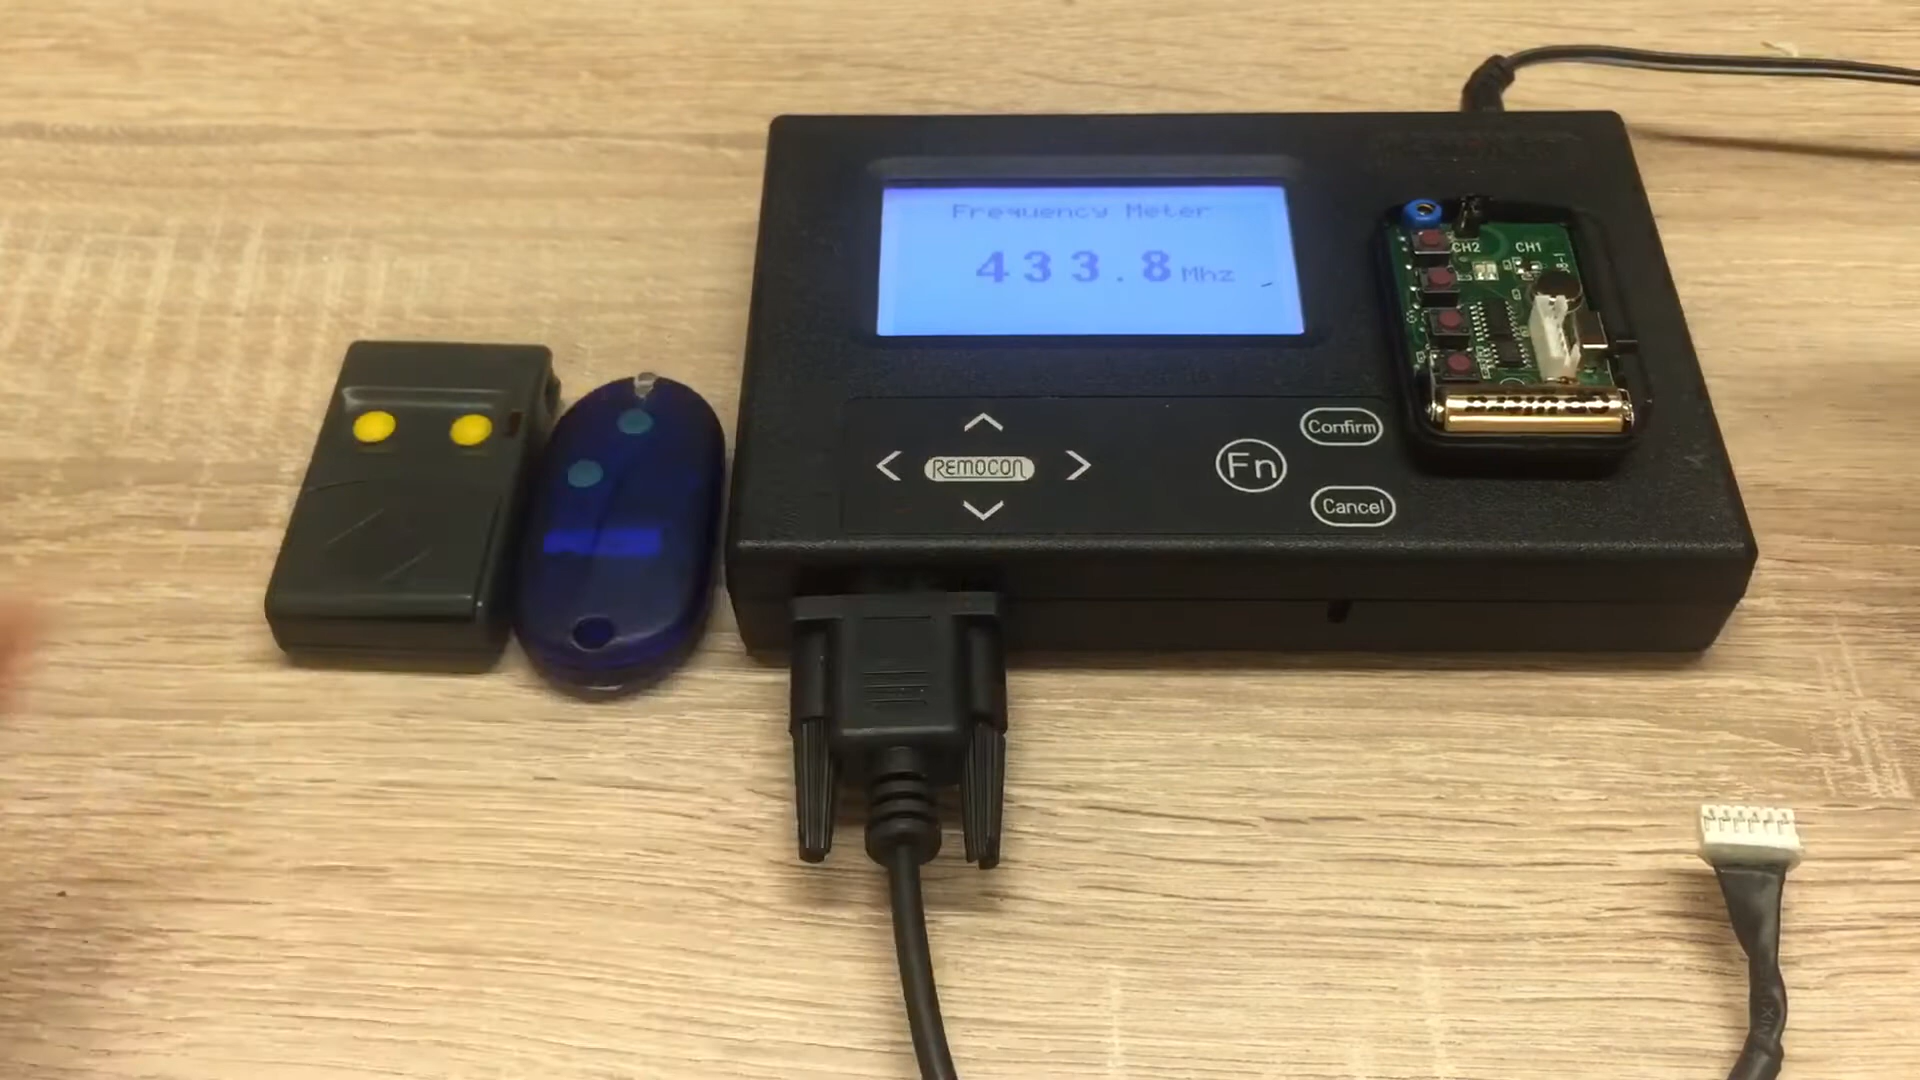 Frequency Meter
433.8 Mhz
CH2
CH1
Confirm
REMOCON
Fn
Cancel